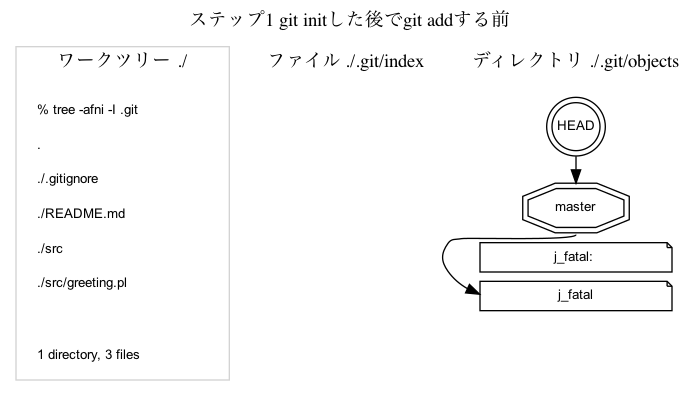 ステップ1 git initした後でgit addする前
ワークツリー ./
ファイル ./.git/index
ディレクトリ ./.git/objects
% tree -afni -I .git
.
./.gitignore
./README.md
./src
./src/greeting.pl
1 directory, 3 files
HEAD
master
j_fatal:
j_fatal